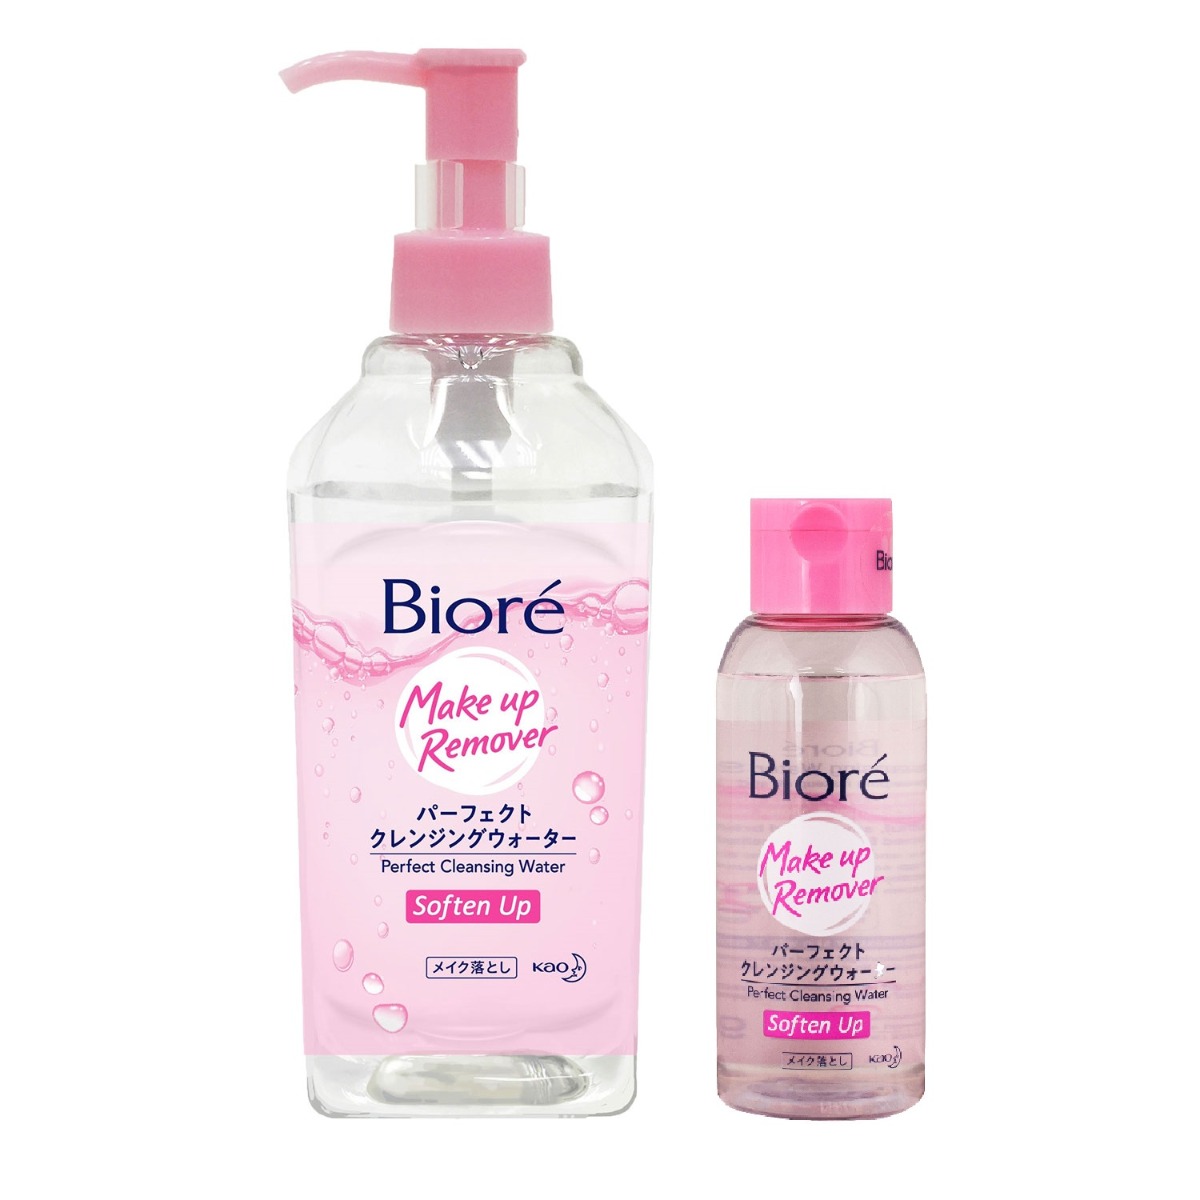 Bioré
Make up
Remover
パーフェクト
クレンジングウォーター
Perfect Cleansing Water
Soften Up
メイク落とし
Kao
Bioré
Make up
Remover
パーフェクト
クレンジングウォーター
Perfect Cleansing Water
Soften Up
メイク落とし
Kao